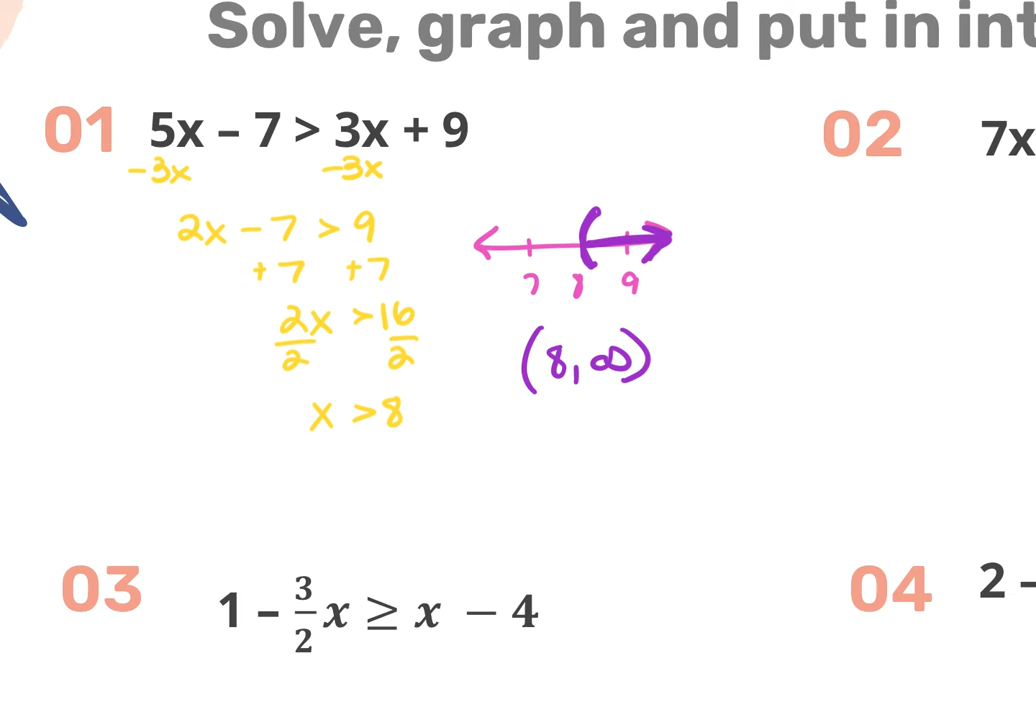 Solve, graph and put in int
01 5x – 7 > 3x + 9
-3x -3x
2x - 7 > 9
+ 7 +7
2x > 16
2 2
x > 8
7 8 9
(8, ∞)
02 7x
03 1 – 3/2 x ≥ x – 4
04 2 –